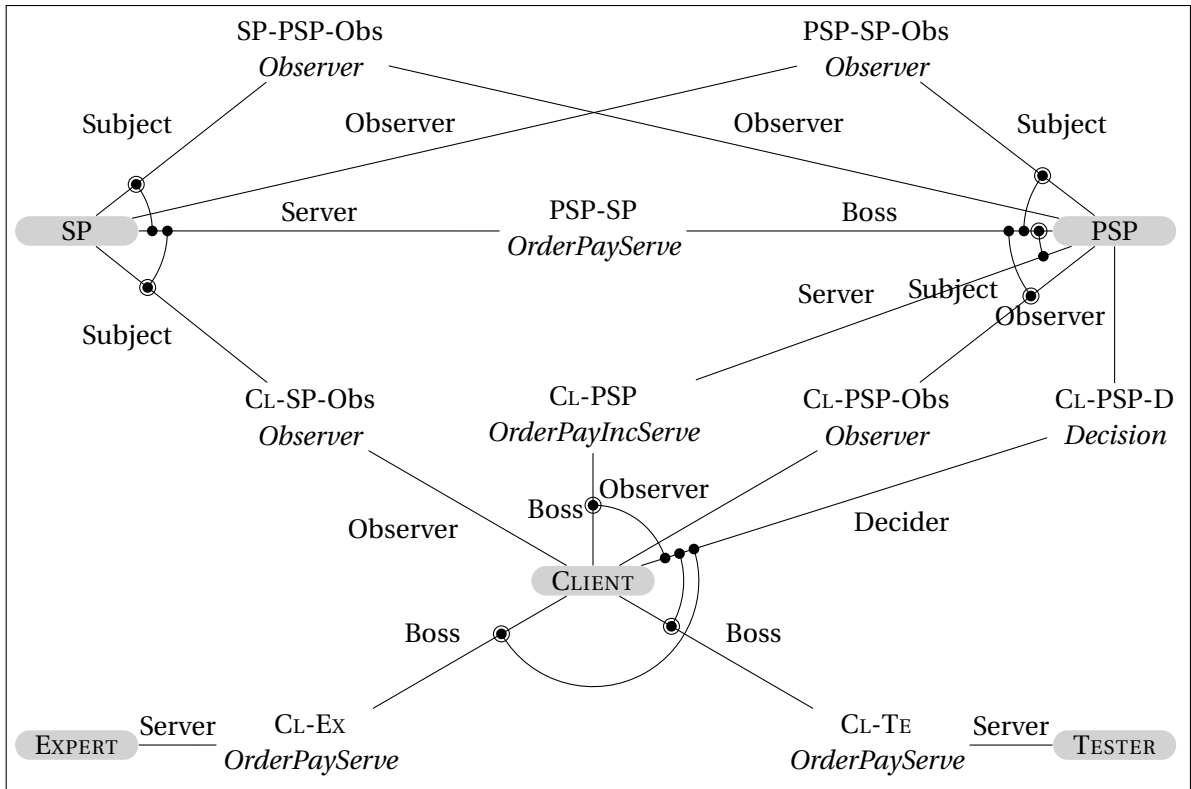 SP-PSP-Obs
Observer
PSP-SP-Obs
Observer
Subject
Observer
Observer
Subject
SP
Server
PSP-SP
OrderPayServe
Boss
PSP
Subject
Server
Subject
Observer
CL-SP-Obs
Observer
CL-PSP
OrderPayIncServe
CL-PSP-Obs
Observer
CL-PSP-D
Decision
Observer
Boss
Observer
Decider
CLIENT
Boss
Boss
EXPERT
Server
CL-EX
OrderPayServe
CL-TE
OrderPayServe
Server
TESTER